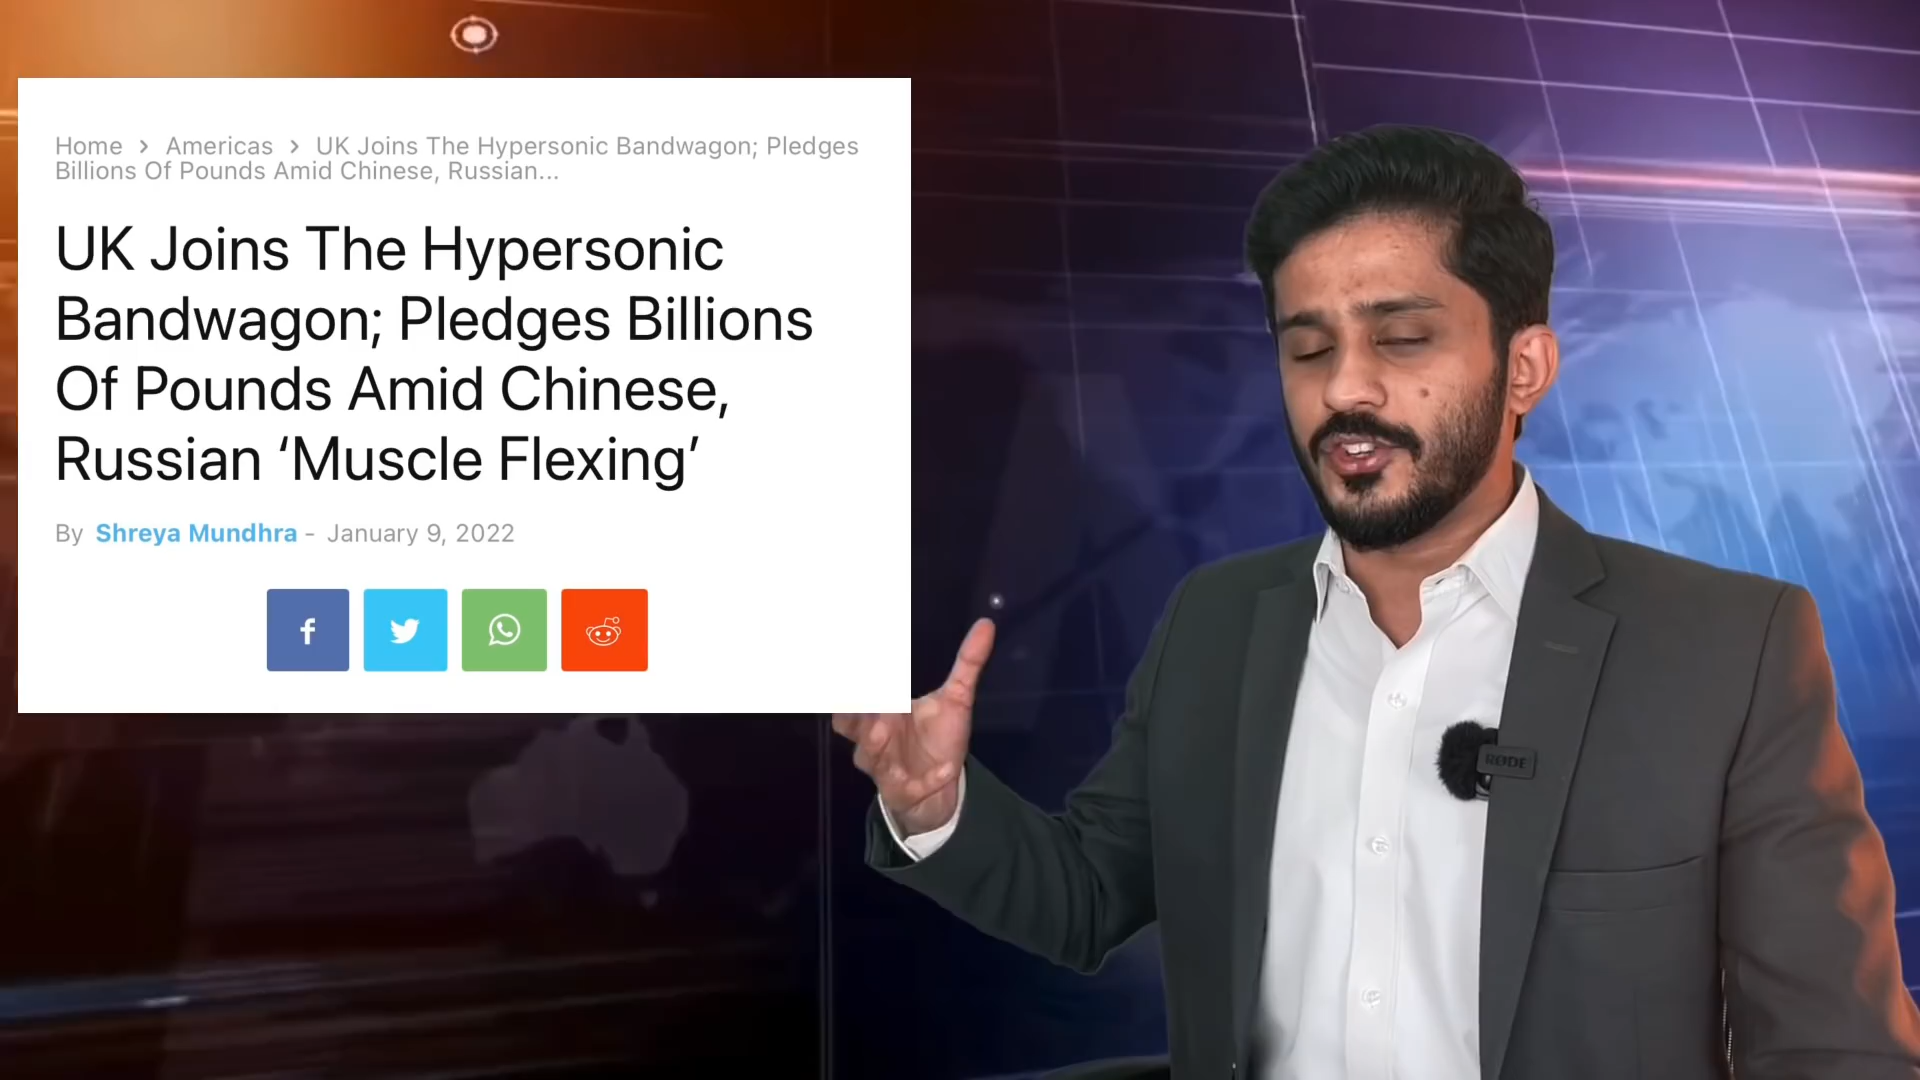 Home > Americas > UK Joins The Hypersonic Bandwagon; Pledges
Billions Of Pounds Amid Chinese, Russian...
UK Joins The Hypersonic
Bandwagon; Pledges Billions
Of Pounds Amid Chinese,
Russian ‘Muscle Flexing’
By Shreya Mundhra - January 9, 2022
f
RØDE